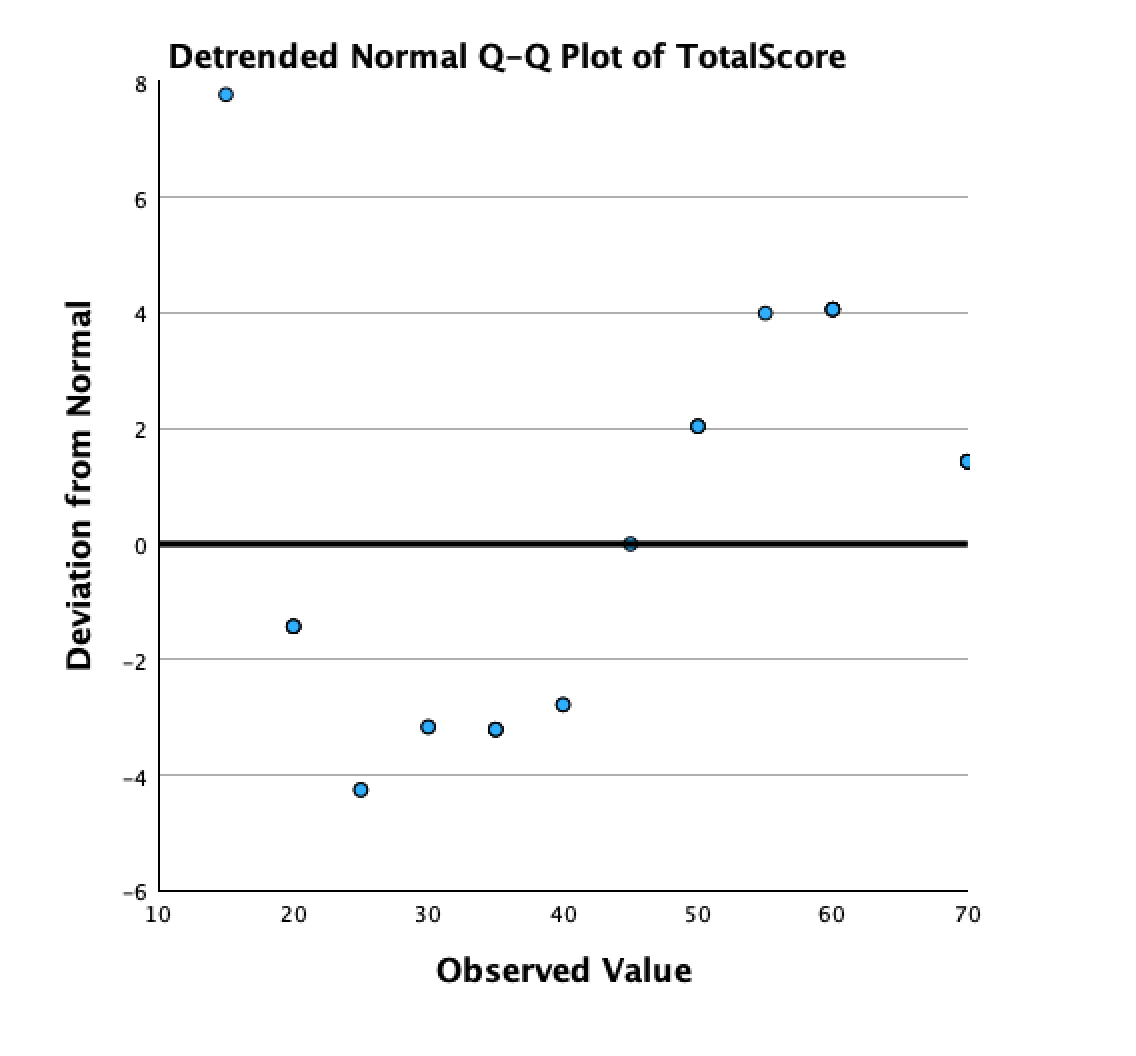 Detrended Normal Q-Q Plot of TotalScore
8
6
4
2
0
-2
-4
-6
Deviation from Normal
10 20 30 40 50 60 70
Observed Value